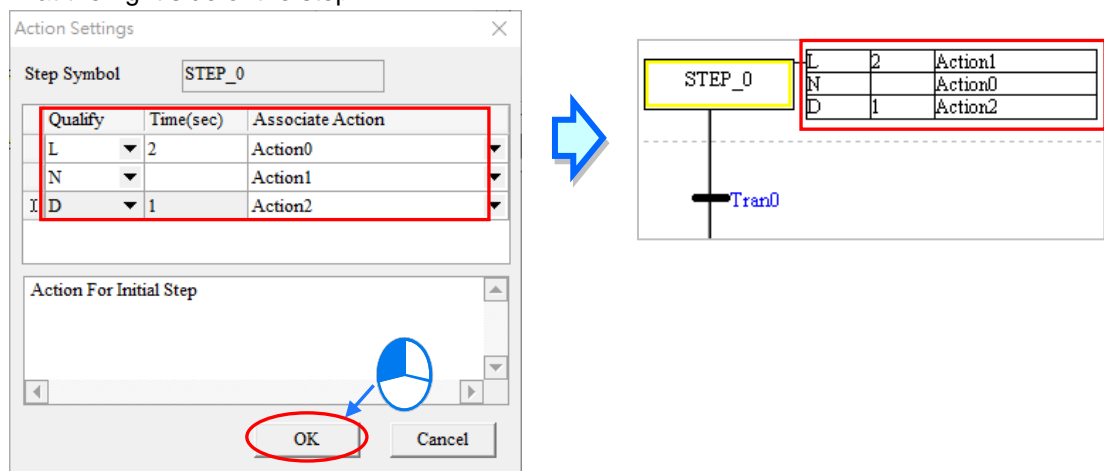 Action Settings
Step Symbol STEP_0
Qualify Time(sec) Associate Action
L 2 Action0
N Action1
D 1 Action2
Action For Initial Step
OK Cancel
STEP_0
L 2 Action1
N Action0
D 1 Action2
Tran0